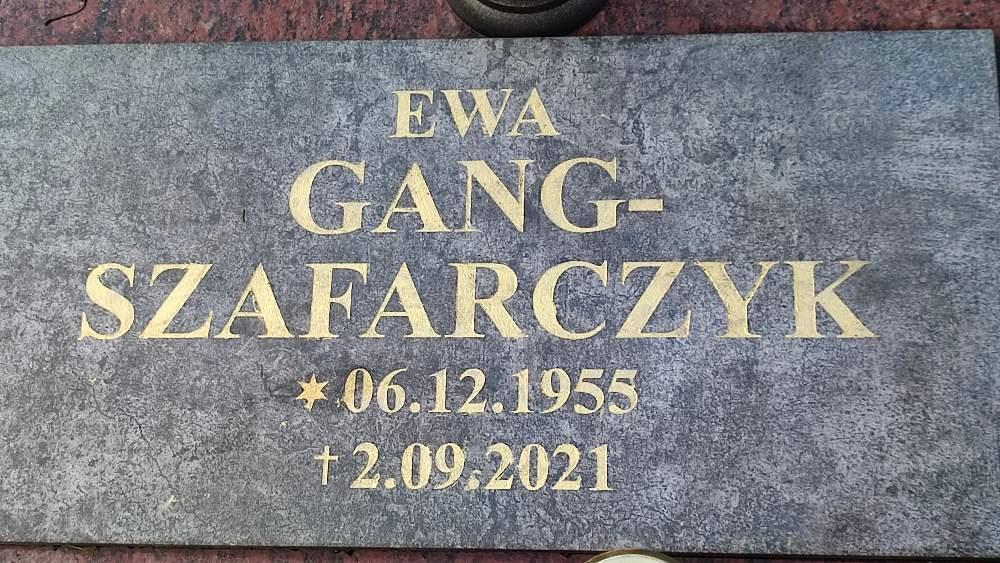 EWA
GANG-
SZAFARCZYK
✶06.12.1955
†2.09.2021